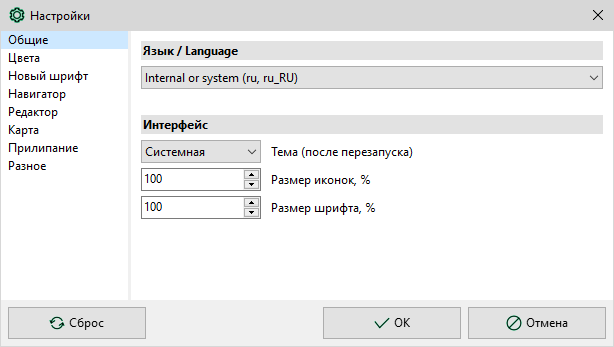 Настройки
Общие
Цвета
Новый шрифт
Навигатор
Редактор
Карта
Прилипание
Разное
Язык / Language
Internal or system (ru, ru_RU)
Интерфейс
Системная Тема (после перезапуска)
100 Размер иконок, %
100 Размер шрифта, %
Сброс OK Отмена